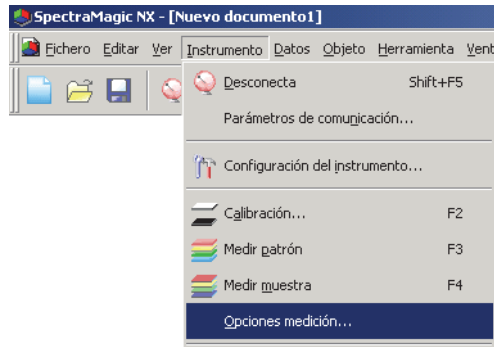 SpectraMagic NX - [Nuevo documento1]
Fichero Editar Ver Instrumento Datos Objeto Herramienta Vent
Desconecta Shift+F5
Parámetros de comunicación...
Configuración del instrumento...
Calibración... F2
Medir patrón F3
Medir muestra F4
Opciones medición...